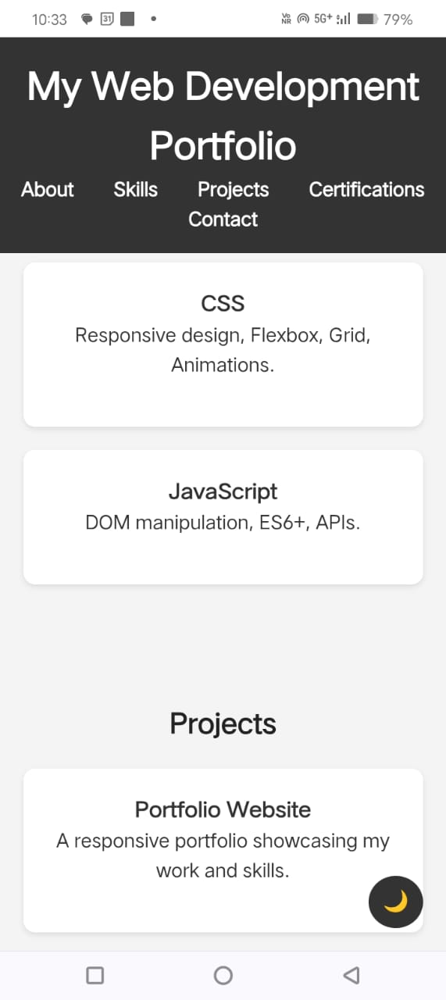 10:33 31 Vo NR 5G+ 79%
My Web Development
Portfolio
About Skills Projects Certifications
Contact
CSS
Responsive design, Flexbox, Grid,
Animations.
JavaScript
DOM manipulation, ES6+, APIs.
Projects
Portfolio Website
A responsive portfolio showcasing my
work and skills.